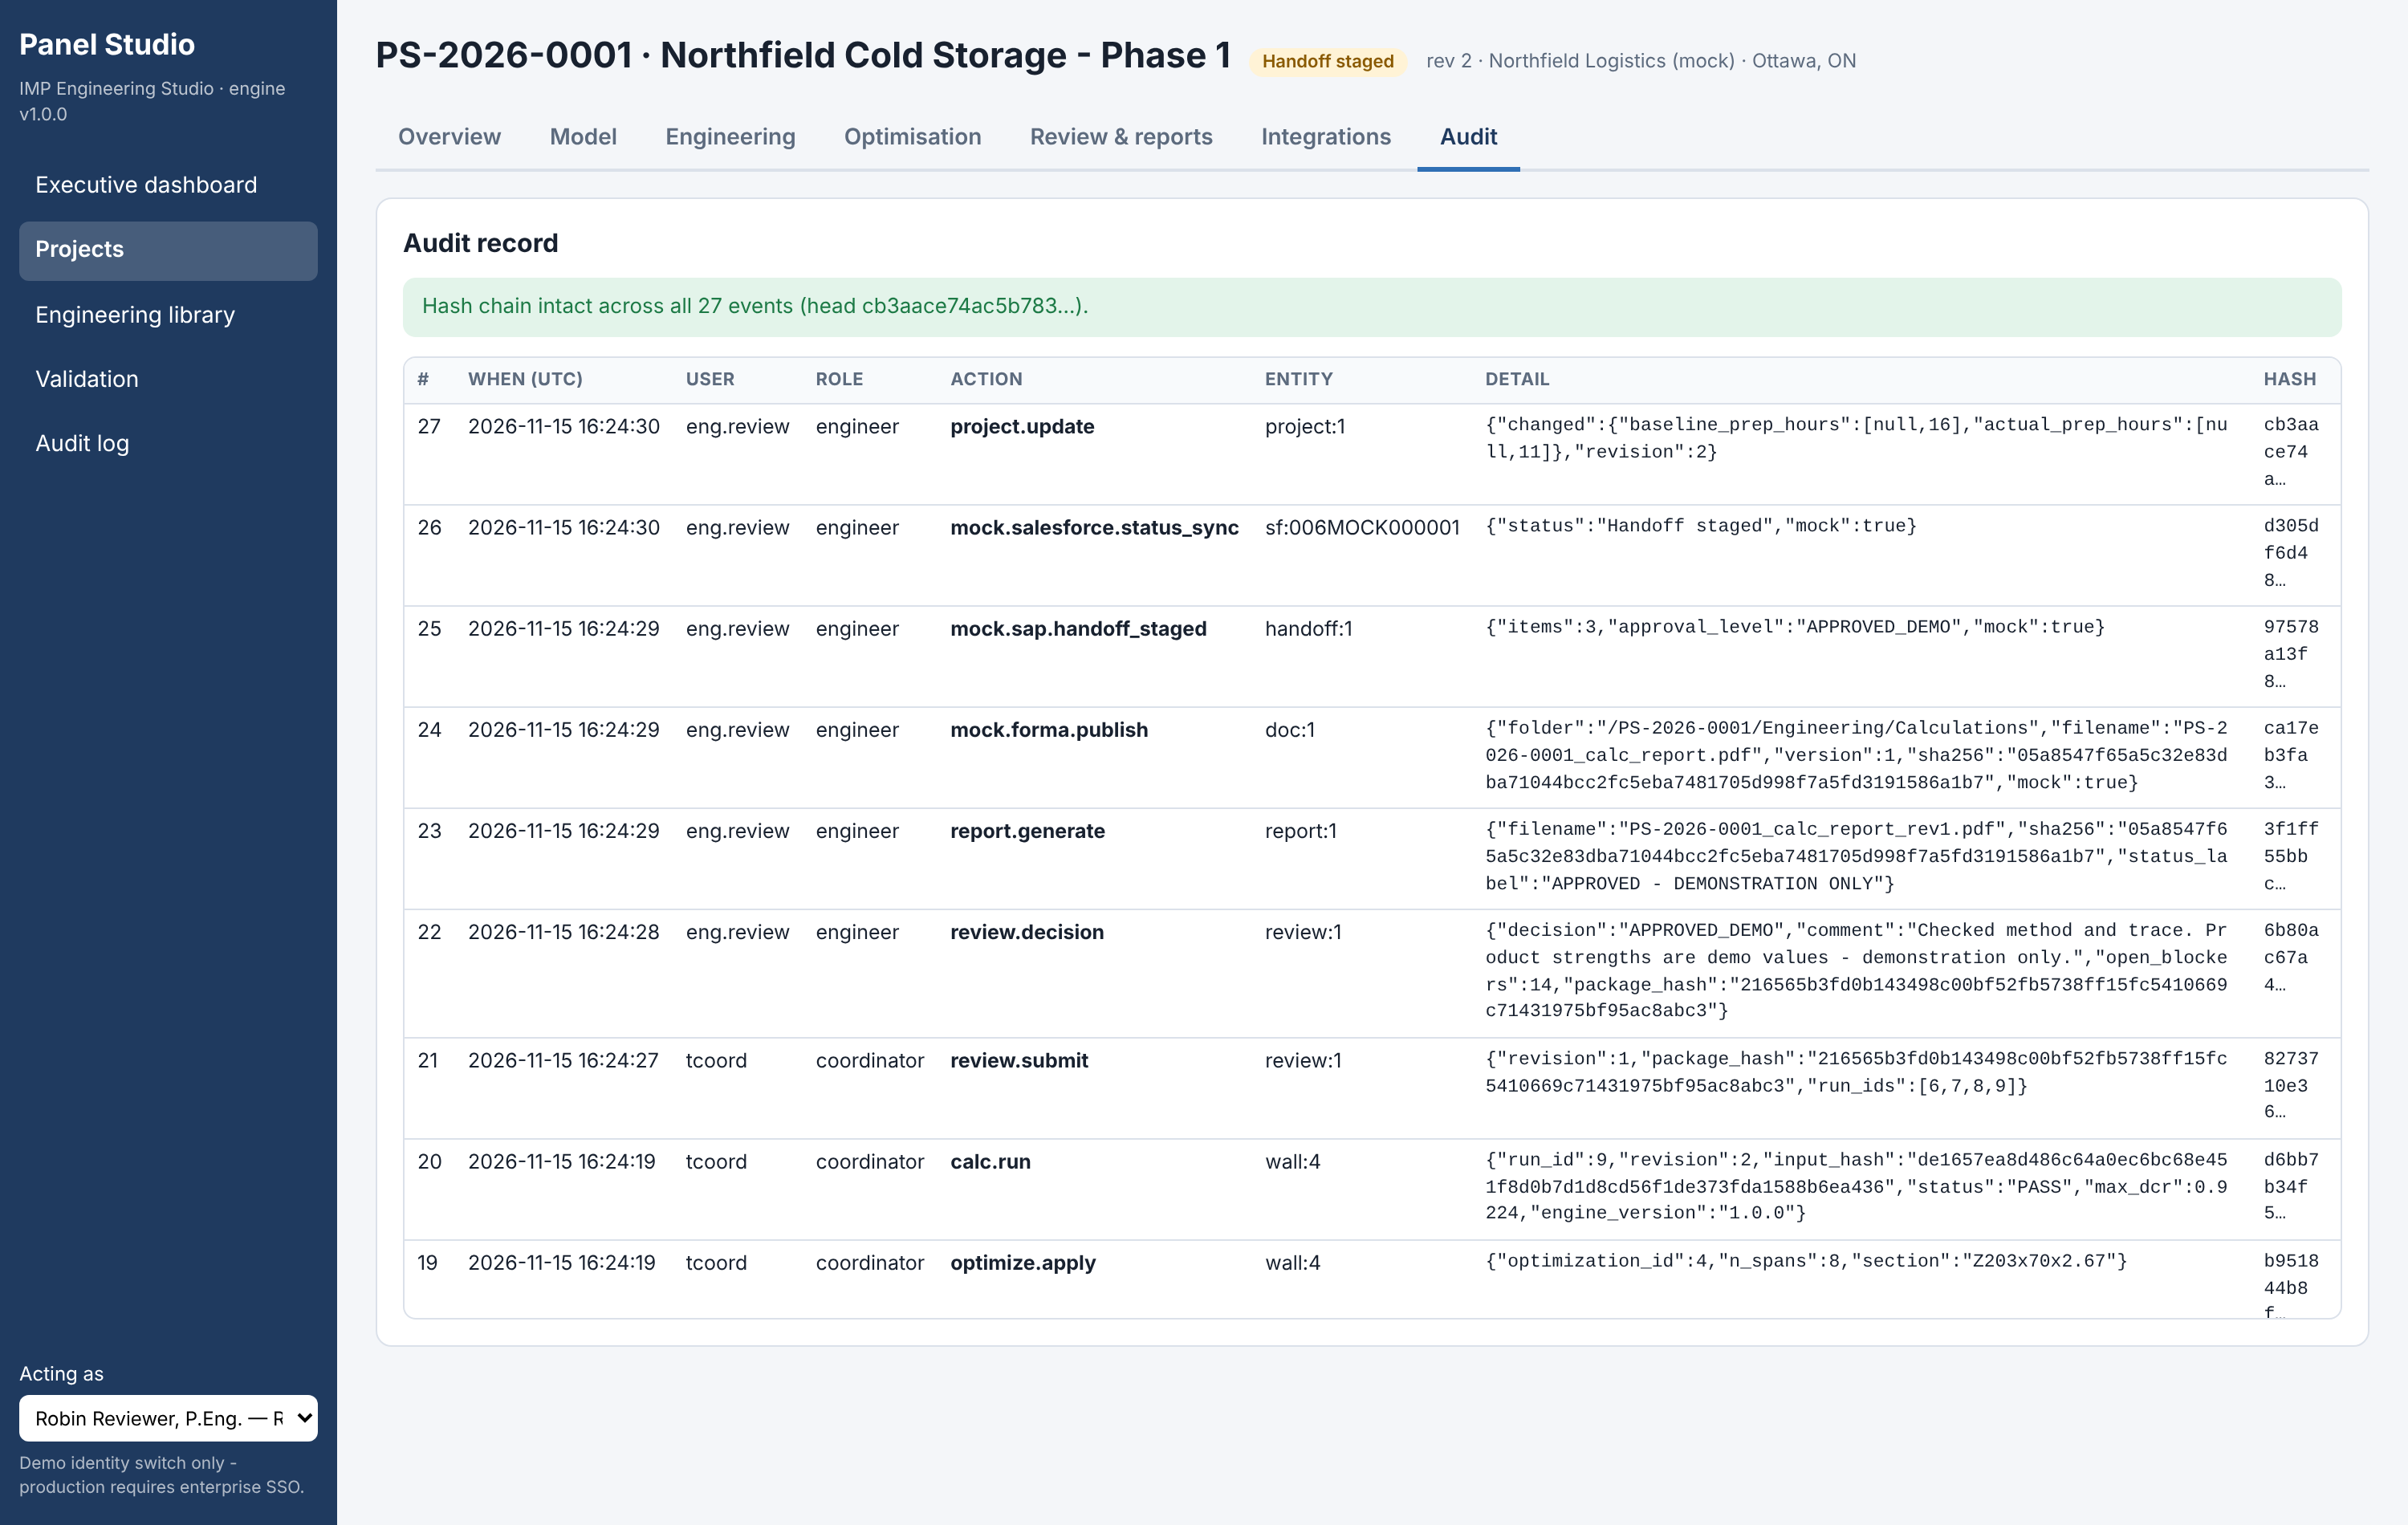 Panel Studio
IMP Engineering Studio · engine
v1.0.0
Executive dashboard
Projects
Engineering library
Validation
Audit log
Acting as
Robin Reviewer, P.Eng. — R
Demo identity switch only -
production requires enterprise SSO.
PS-2026-0001 · Northfield Cold Storage - Phase 1 Handoff staged rev 2 · Northfield Logistics (mock) · Ottawa, ON
Overview Model Engineering Optimisation Review & reports Integrations Audit
Audit record
Hash chain intact across all 27 events (head cb3aace74ac5b783…).
# WHEN (UTC) USER ROLE ACTION ENTITY DETAIL HASH
27 2026-11-15 16:24:30 eng.review engineer project.update project:1 {"changed":{"baseline_prep_hours":[null,16],"actual_prep_hours":[nu cb3aa
ll,11]},"revision":2} ce74
a…
26 2026-11-15 16:24:30 eng.review engineer mock.salesforce.status_sync sf:006MOCK000001 {"status":"Handoff staged","mock":true} d305d
f6d4
8…
25 2026-11-15 16:24:29 eng.review engineer mock.sap.handoff_staged handoff:1 {"items":3,"approval_level":"APPROVED_DEMO","mock":true} 97578
a13f
8…
24 2026-11-15 16:24:29 eng.review engineer mock.forma.publish doc:1 {"folder":"/PS-2026-0001/Engineering/Calculations","filename":"PS-2 ca17e
026-0001_calc_report.pdf","version":1,"sha256":"05a8547f65a5c32e83d b3fa
ba71044bcc2fc5eba7481705d998f7a5fd3191586a1b7","mock":true} 3…
23 2026-11-15 16:24:29 eng.review engineer report.generate report:1 {"filename":"PS-2026-0001_calc_report_rev1.pdf","sha256":"05a8547f6 3f1ff
5a5c32e83dba71044bcc2fc5eba7481705d998f7a5fd3191586a1b7","status_la 55bb
bel":"APPROVED - DEMONSTRATION ONLY"} c…
22 2026-11-15 16:24:28 eng.review engineer review.decision review:1 {"decision":"APPROVED_DEMO","comment":"Checked method and trace. Pr 6b80a
oduct strengths are demo values - demonstration only.","open_blocke c67a
rs":14,"package_hash":"216565b3fd0b143498c00bf52fb5738ff15fc5410669 4…
c71431975bf95ac8abc3"}
21 2026-11-15 16:24:27 tcoord coordinator review.submit review:1 {"revision":1,"package_hash":"216565b3fd0b143498c00bf52fb5738ff15fc 82737
5410669c71431975bf95ac8abc3","run_ids":[6,7,8,9]} 10e3
6…
20 2026-11-15 16:24:19 tcoord coordinator calc.run wall:4 {"run_id":9,"revision":2,"input_hash":"de1657ea8d486c64a0ec6bc68e45 d6bb7
1f8d0b7d1d8cd56f1de373fda1588b6ea436","status":"PASS","max_dcr":0.9 b34f
224,"engine_version":"1.0.0"} 5…
19 2026-11-15 16:24:19 tcoord coordinator optimize.apply wall:4 {"optimization_id":4,"n_spans":8,"section":"Z203x70x2.67"} b9518
44b8
f…